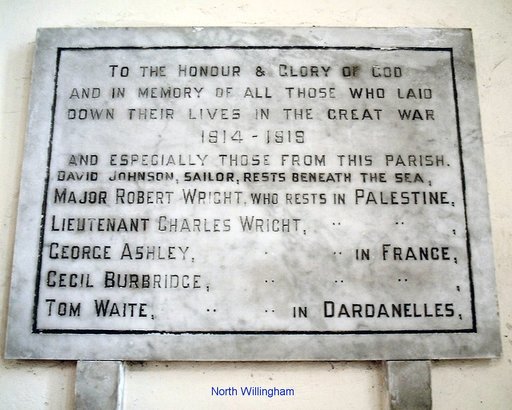 TO THE HONOUR & GLORY OF GOD
AND IN MEMORY OF ALL THOSE WHO LAID
DOWN THEIR LIVES IN THE GREAT WAR
1914 - 1919
AND ESPECIALLY THOSE FROM THIS PARISH.
DAVID JOHNSON, SAILOR, RESTS BENEATH THE SEA,
MAJOR ROBERT WRIGHT, WHO RESTS IN PALESTINE,
LIEUTENANT CHARLES WRIGHT, " " ,
GEORGE ASHLEY, " " IN FRANCE,
CECIL BURBRIDGE, " " " ,
TOM WAITE, " " IN DARDANELLES,
North Willingham